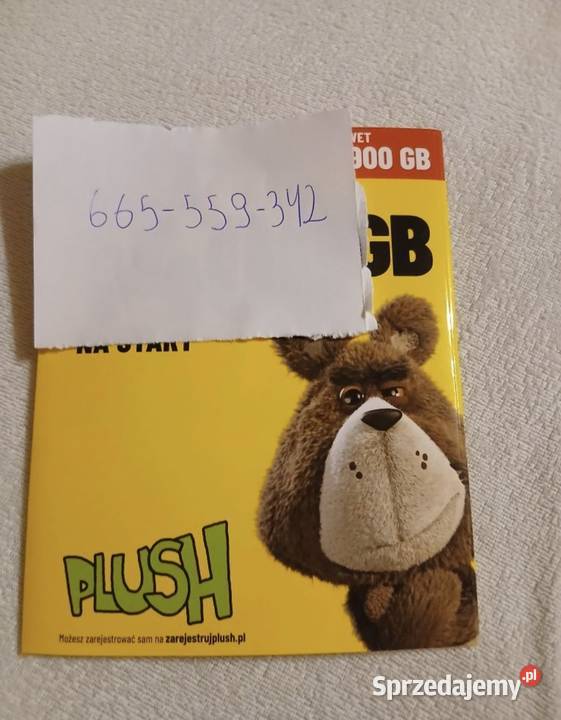 WET
900 GB
665-559-342
GB
NA START
PLUSH
Możesz zarejestrować sam na zarejestrujplush.pl
Sprzedajemy.pl